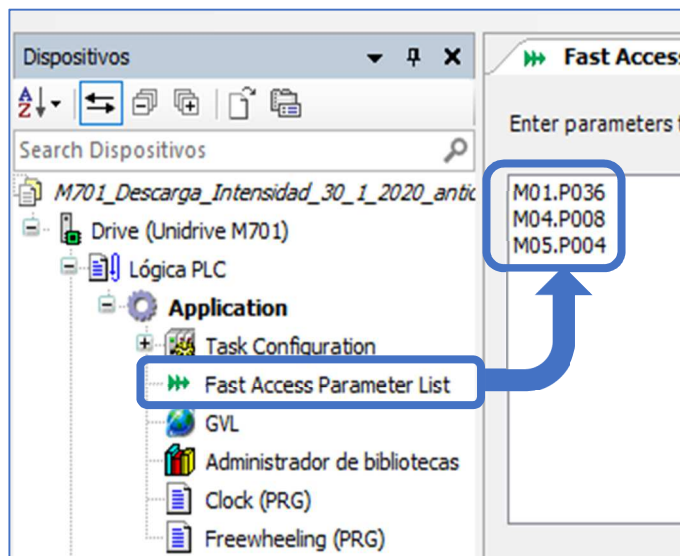 Dispositivos
Search Dispositivos
M701_Descarga_Intensidad_30_1_2020_antic
Drive (Unidrive M701)
Lógica PLC
Application
Task Configuration
Fast Access Parameter List
GVL
Administrador de bibliotecas
Clock (PRG)
Freewheeling (PRG)
Fast Access
Enter parameters t
M01.P036
M04.P008
M05.P004